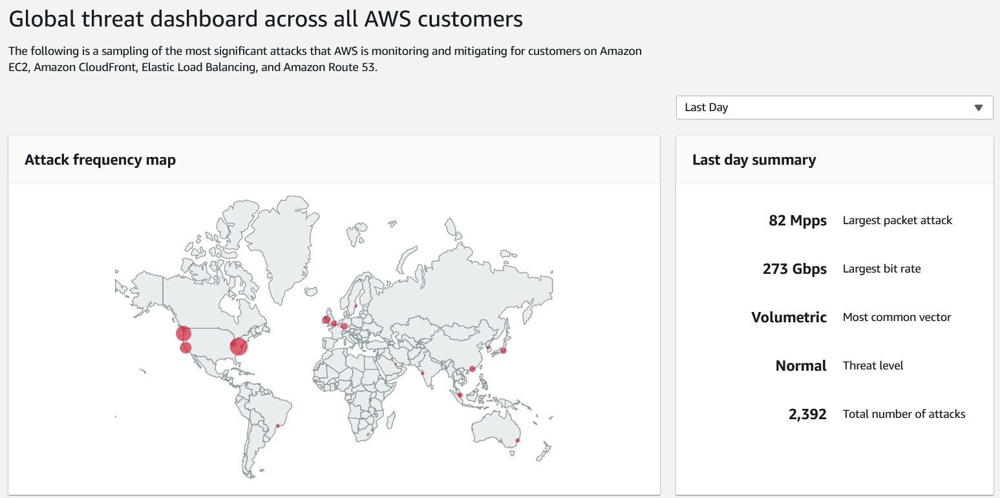 Global threat dashboard across all AWS customers
The following is a sampling of the most significant attacks that AWS is monitoring and mitigating for customers on Amazon
EC2, Amazon CloudFront, Elastic Load Balancing, and Amazon Route 53.
Last Day
Attack frequency map
Last day summary
82 Mpps Largest packet attack
273 Gbps Largest bit rate
Volumetric Most common vector
Normal Threat level
2,392 Total number of attacks